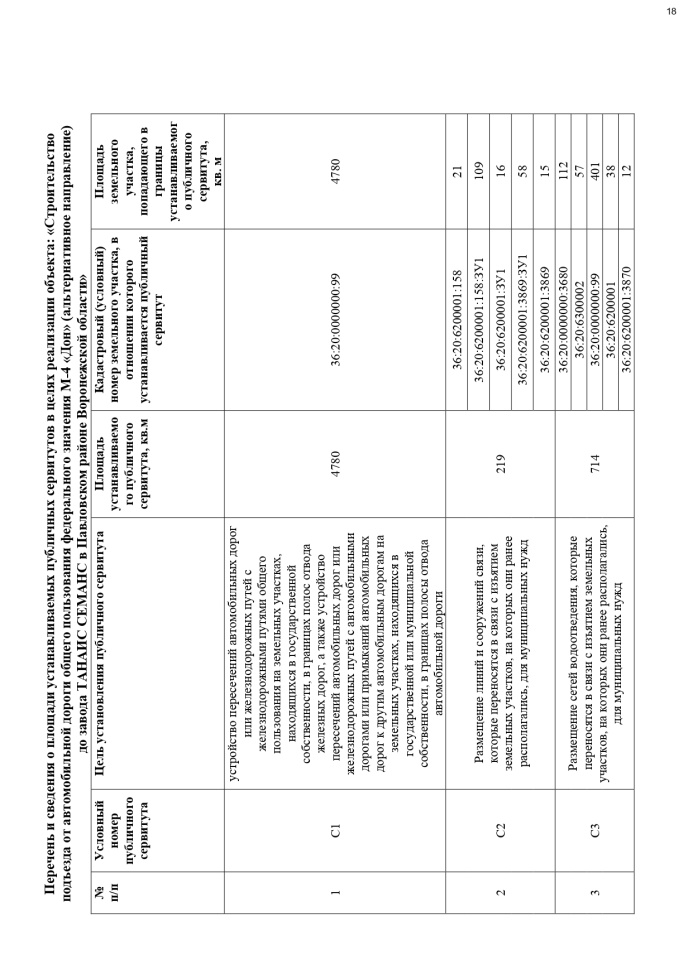 18
Перечень и сведения о площади устанавливаемых публичных сервитутов в целях реализации объекта: «Строительство
подъезда от автомобильной дороги общего пользования федерального значения М-4 «Дон» (альтернативное направление)
до завода ТАНАИС СЕМАНС в Павловском районе Воронежской области»
№
п/п
Условный
номер
публичного
сервитута
Цель установления публичного сервитута
Площадь
устанавливаемо
го публичного
сервитута, кв.м
Кадастровый (условный)
номер земельного участка, в
отношении которого
устанавливается публичный
сервитут
Площадь
земельного
участка,
попадающего в
границы
устанавливаемог
о публичного
сервитута,
кв. м
1
С1
устройство пересечений автомобильных дорог
или железнодорожных путей с
железнодорожными путями общего
пользования на земельных участках,
находящихся в государственной
собственности, в границах полос отвода
железных дорог, а также устройство
пересечений автомобильных дорог или
железнодорожных путей с автомобильными
дорогами или примыканий автомобильных
дорог к другим автомобильным дорогам на
земельных участках, находящихся в
государственной или муниципальной
собственности, в границах полосы отвода
автомобильной дороги
4780
36:20:0000000:99
4780
2
С2
Размещение линий и сооружений связи,
которые переносятся в связи с изъятием
земельных участков, на которых они ранее
располагались, для муниципальных нужд
219
36:20:6200001:158
21
36:20:6200001:158:ЗУ1
109
36:20:6200001:ЗУ1
16
36:20:6200001:3869:ЗУ1
58
36:20:6200001:3869
15
3
С3
Размещение сетей водоотведения, которые
переносятся в связи с изъятием земельных
участков, на которых они ранее располагались,
для муниципальных нужд
714
36:20:0000000:3680
112
36:20:6300002
57
36:20:0000000:99
401
36:20:6200001
38
36:20:6200001:3870
12